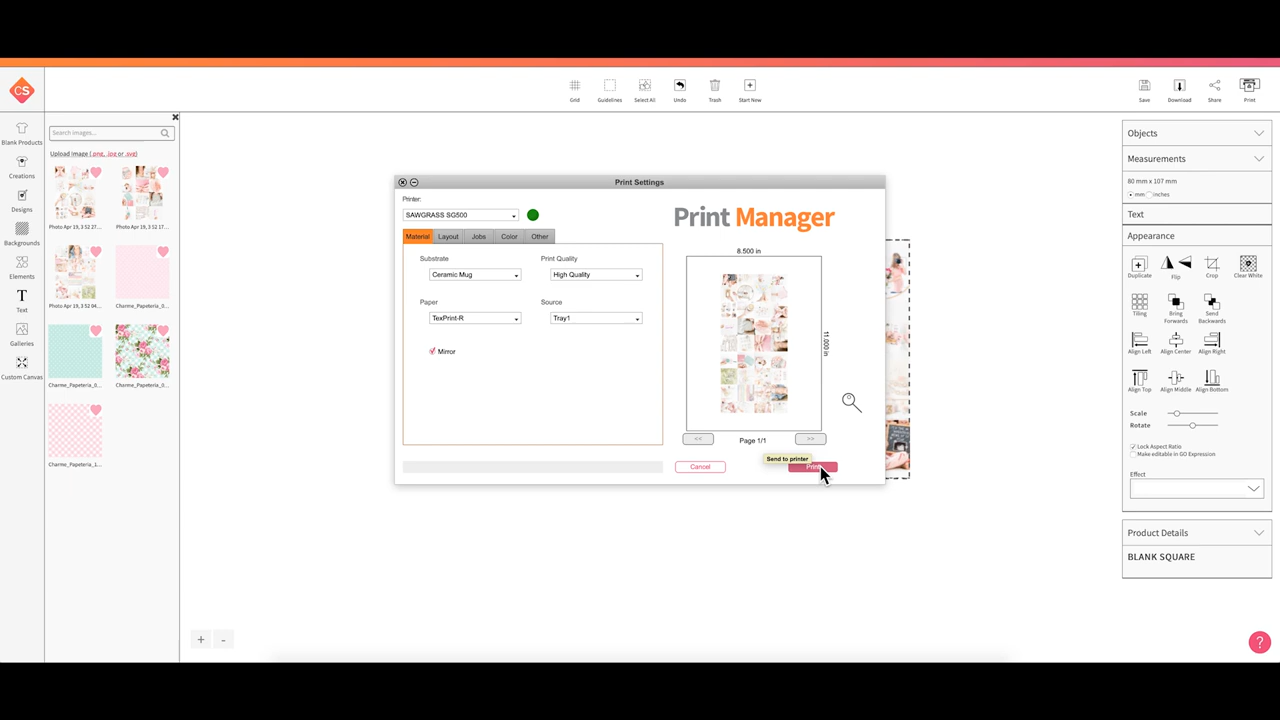 CS
Grid
Guidelines
Select All
Undo
Trash
Start New
Save
Download
Share
Print
Blank Products
Creations
Designs
Backgrounds
Elements
Text
Galleries
Custom Canvas
Search images...
Upload image (.png, .jpg or .svg)
Photo Apr 19, 3 52 27...
Photo Apr 19, 3 52 17...
Photo Apr 19, 3 52 04...
Charme_Papeteria_0...
Charme_Papeteria_0...
Charme_Papeteria_0...
Charme_Papeteria_1...
Print Settings
Printer:
SAWGRASS SG500
Print Manager
Material
Layout
Jobs
Color
Other
Substrate
Print Quality
Ceramic Mug
High Quality
Paper
Source
TexPrint-R
Tray1
Mirror
8.500 in
11.000 in
<<
Page 1/1
>>
Send to printer
Cancel
Print
Objects
Measurements
80 mm x 107 mm
mm
inches
Text
Appearance
Duplicate
Flip
Crop
Clear White
Tiling
Bring Forwards
Send Backwards
Align Left
Align Center
Align Right
Align Top
Align Middle
Align Bottom
Scale
Rotate
Lock Aspect Ratio
Make editable in GO Expression
Effect
Product Details
BLANK SQUARE
+
-
?